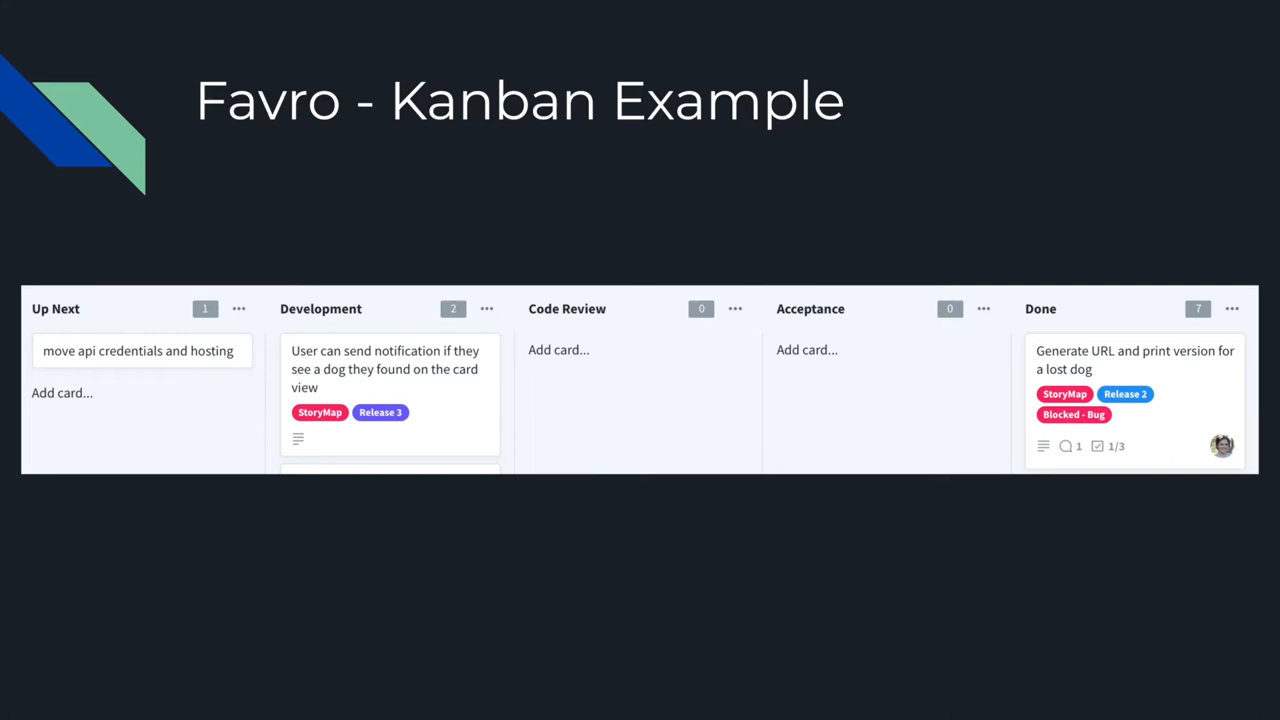 Favro - Kanban Example
Up Next 1 ...
move api credentials and hosting
Add card...
Development 2 ...
User can send notification if they
see a dog they found on the card
view
StoryMap Release 3
Code Review 0 ...
Add card...
Acceptance 0 ...
Add card...
Done 7 ...
Generate URL and print version for
a lost dog
StoryMap Release 2
Blocked - Bug
1 1/3